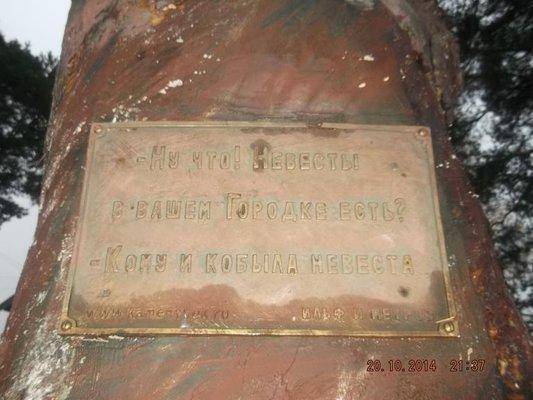 -Ну что! Невесты
в вашем Городке есть?
-Кому и кобыла невеста
ИЛЬФ И ПЕТРОВ
20.10.2014 21:37